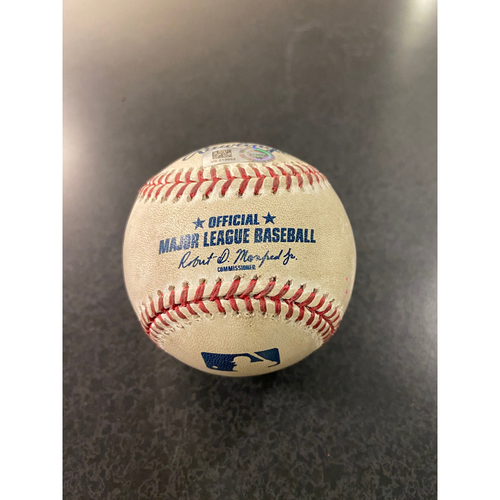 ★ OFFICIAL ★
MAJOR LEAGUE BASEBALL
Robert D. Manfred Jr.
COMMISSIONER